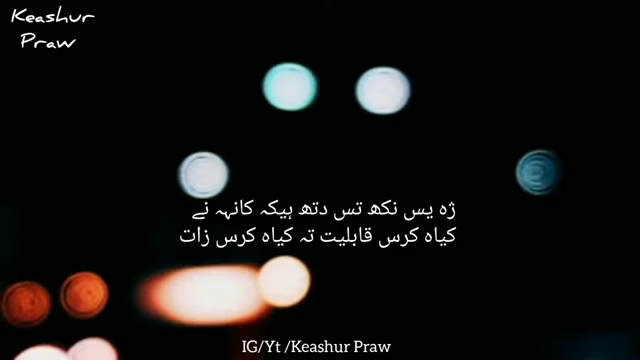 Keashur
Praw
ژہ یس نکھ تس دتھ ہیکہ کانہہ نے
کیاہ کرس قابلیت تہ کیاہ کرس زات
IG/Yt /Keashur Praw